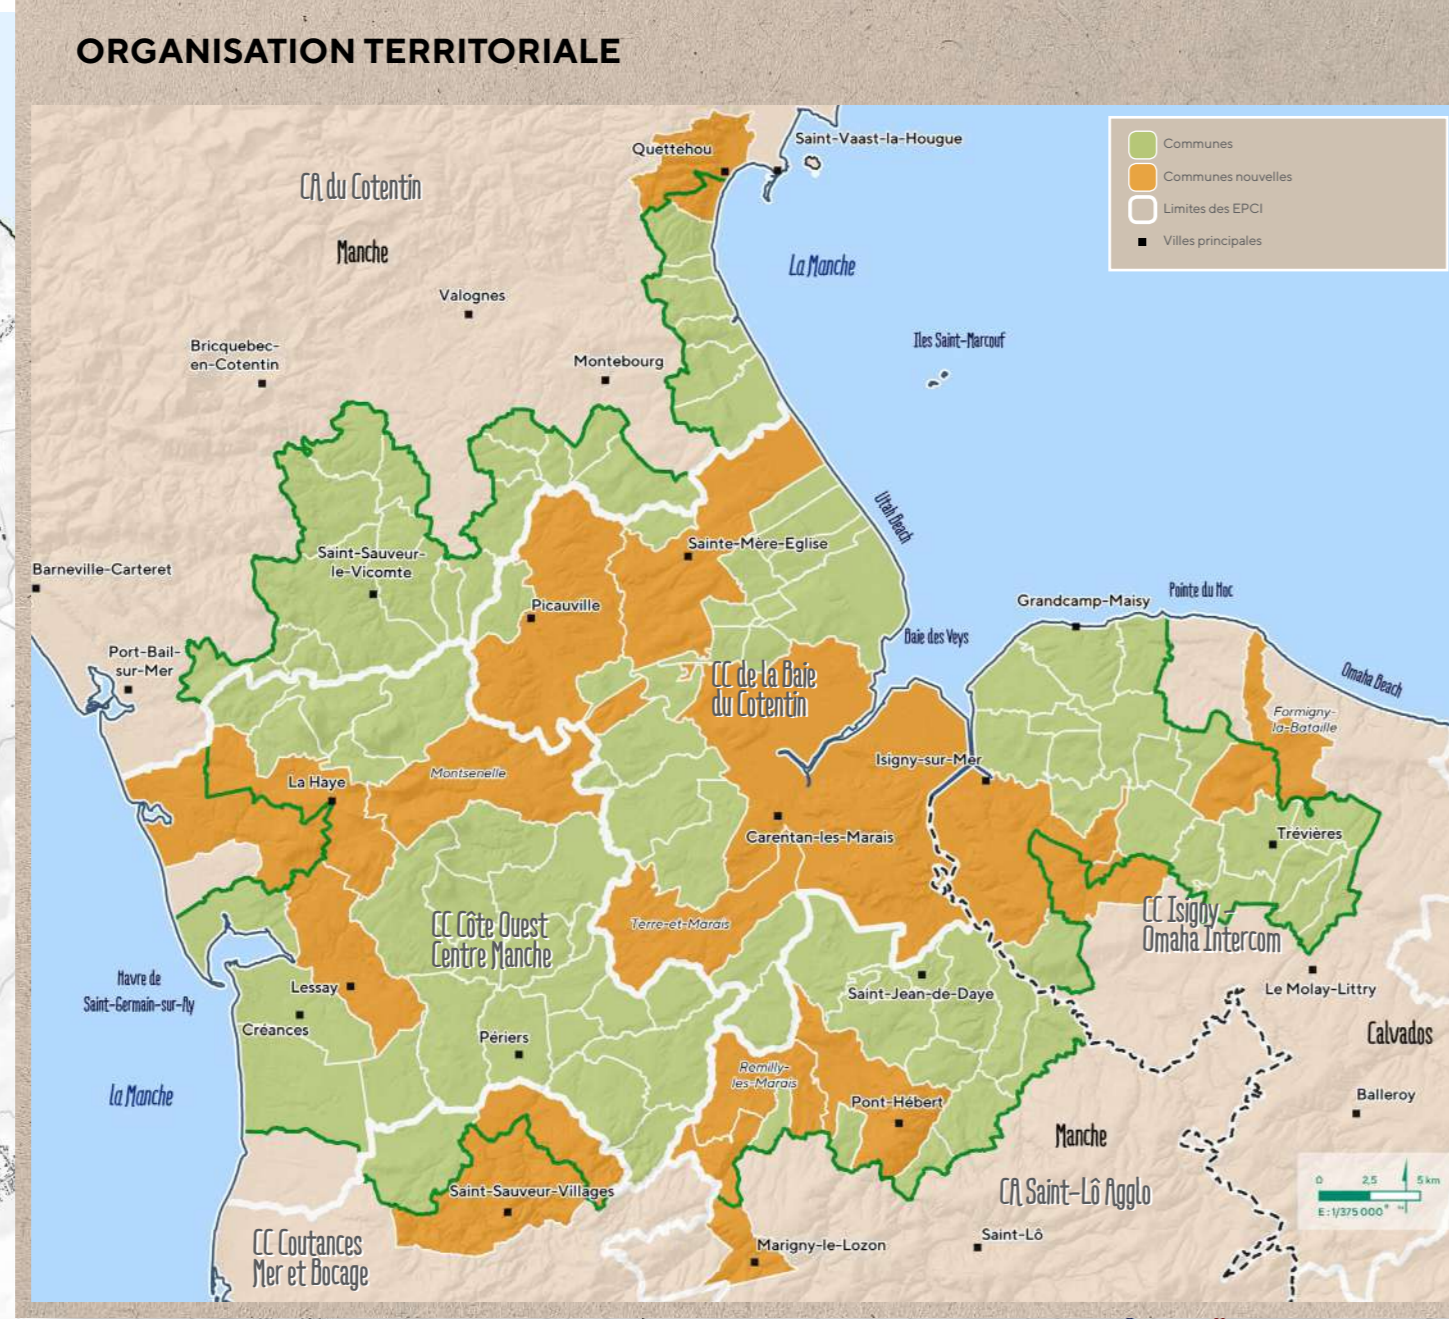 ORGANISATION TERRITORIALE
Communes
Communes nouvelles
Limites des EPCI
Villes principales
Quettehou
Saint-Vaast-la-Hougue
CA du Cotentin
Manche
La Manche
Valognes
Iles Saint-Marcouf
Bricquebec-
en-Cotentin
Montebourg
Utah Beach
Sainte-Mère-Eglise
Saint-Sauveur-
le-Vicomte
Barneville-Carteret
Picauville
Grandcamp-Maisy
Pointe du Hoc
Baie des Veys
Port-Bail-
sur-Mer
CC de la Baie
du Cotentin
Omaha Beach
Formigny-
la-Bataille
Isigny-sur-Mer
Montsenelle
La Haye
Carentan-les-Marais
Trévières
CC Côte Ouest
Centre Manche
Terre-et-Marais
CC Isigny -
Omaha Intercom
Havre de
Saint-Germain-sur-Ay
Lessay
Saint-Jean-de-Daye
Le Molay-Littry
Créances
Périers
Calvados
Remilly-
les-Marais
la Manche
Pont-Hébert
Balleroy
Manche
CA Saint-Lô Agglo
Saint-Sauveur-Villages
0 2,5 5 km
E : 1/375 000°
CC Coutances
Mer et Bocage
Marigny-le-Lozon
Saint-Lô